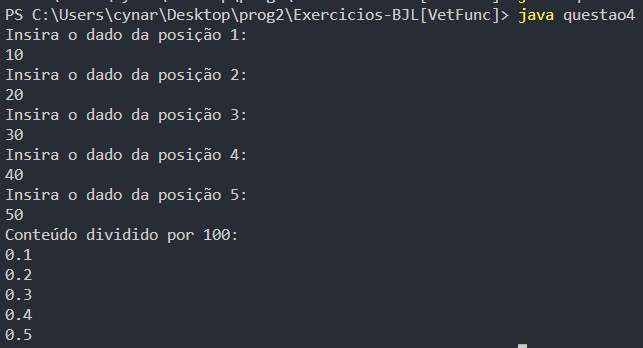 PS C:\Users\cynar\Desktop\prog2\Exercicios-BJL[VetFunc]> java questao4
Insira o dado da posição 1:
10
Insira o dado da posição 2:
20
Insira o dado da posição 3:
30
Insira o dado da posição 4:
40
Insira o dado da posição 5:
50
Conteúdo dividido por 100:
0.1
0.2
0.3
0.4
0.5